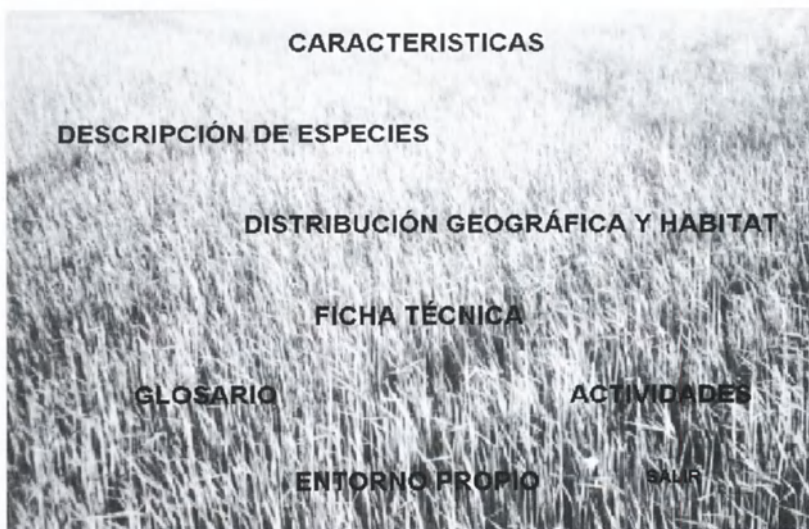 CARACTERISTICAS
DESCRIPCIÓN DE ESPECIES
DISTRIBUCIÓN GEOGRÁFICA Y HABITAT
FICHA TÉCNICA
GLOSARIO ACTIVIDADES
ENTORNO PROPIO SALIR